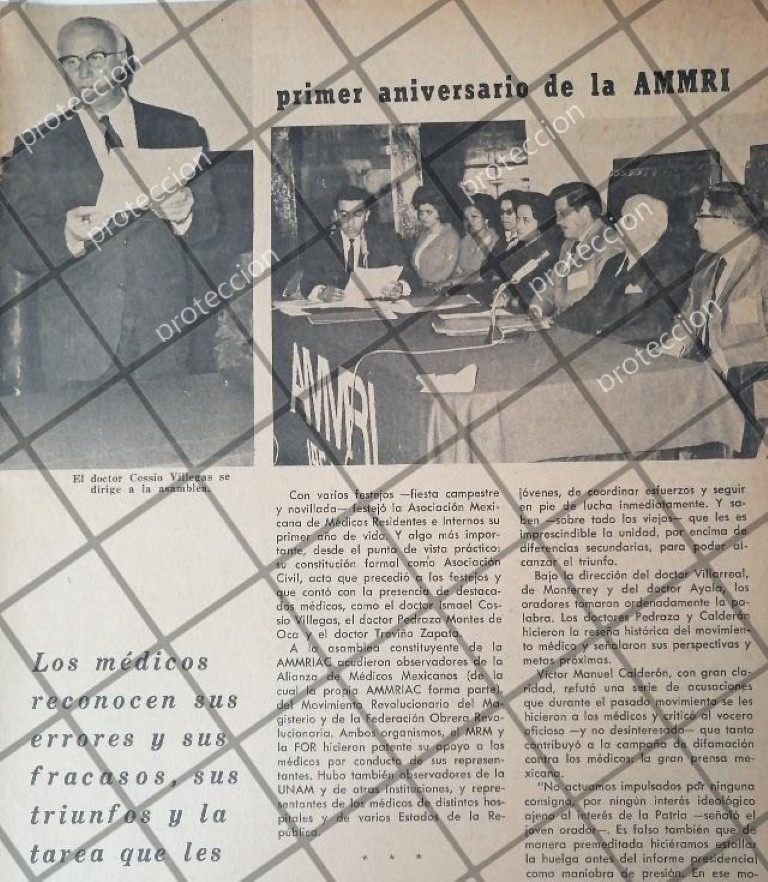 primer aniversario de la AMMRI
AMMRI
El doctor Cossío Villegas se
dirige a la asamblea.
Los médicos
reconocen sus
errores y sus
fracasos, sus
triunfos y la
tarea que les
Con varios festejos —fiesta campestre
y novillada— festejó la Asociación Mexi-
cana de Médicos Residentes e Internos su
primer año de vida. Y algo más impor-
tante, desde el punto de vista práctico:
su constitución formal como Asociación
Civil, acto que precedió a los festejos y
que contó con la presencia de destaca-
dos médicos, como el doctor Ismael Cos-
sío Villegas, el doctor Pedraza Montes de
Oca y el doctor Treviño Zapata.
A la asamblea constituyente de la
AMMRIAC acudieron observadores de la
Alianza de Médicos Mexicanos (de la
cual la propia AMMRIAC forma parte),
del Movimiento Revolucionario del Ma-
gisterio y de la Federación Obrera Revo-
lucionaria. Ambos organismos, el MRM y
la FOR hicieron patente su apoyo a los
médicos por conducto de sus represen-
tantes. Hubo también observadores de la
UNAM y de otras instituciones, y repre-
sentantes de los médicos de distintos hos-
pitales y de varios Estados de la Re-
pública.
* * *
jóvenes, de coordinar esfuerzos y seguir
en pie de lucha inmediatamente. Y sa-
ben —sobre todo los viejos— que les es
imprescindible la unidad, por encima de
diferencias secundarias, para poder al-
canzar el triunfo.
Bajo la dirección del doctor Villarreal,
de Monterrey y del doctor Ayala, los
oradores tomaron ordenadamente la pa-
labra. Los doctores Pedraza y Calderón
hicieron la reseña histórica del movimien-
to médico y señalaron sus perspectivas y
metas próximas.
Víctor Manuel Calderón, con gran cla-
ridad, refutó una serie de acusaciones
que durante el pasado movimiento se les
hicieron a los médicos y criticó al vocero
oficioso —y no desinteresado— que tanto
contribuyó a la campaña de difamación
contra los médicos: la gran prensa me-
xicana.
"No actuamos impulsados por ninguna
consigna, por ningún interés ideológico
ajeno al interés de la Patria —señaló el
joven orador—. Es falso también que de
manera premeditada hiciéramos estallar
la huelga antes del informe presidencial
como maniobra de presión. En ese mo-
proteccion
proteccion
proteccion
proteccion
proteccion
proteccion
proteccion